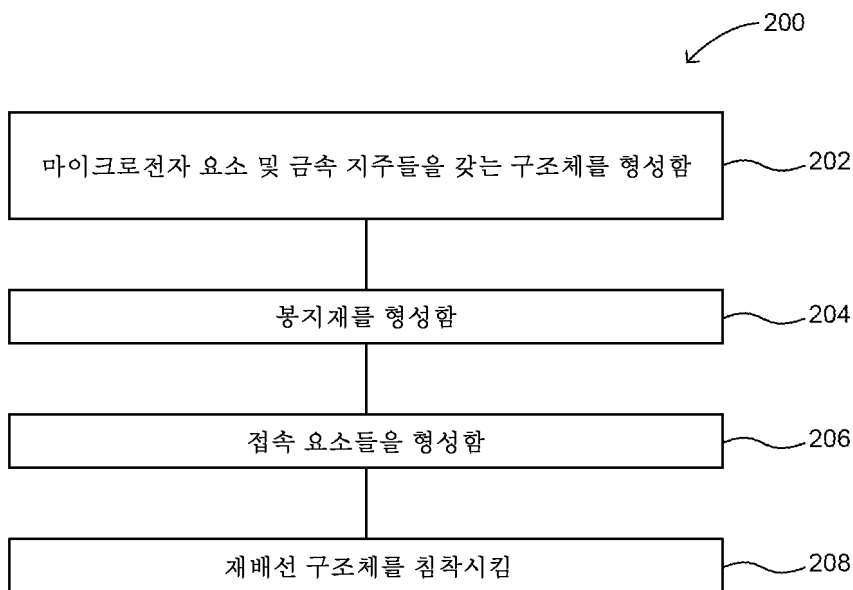 200
마이크로전자 요소 및 금속 지주들을 갖는 구조체를 형성함
202
봉지재를 형성함
204
접속 요소들을 형성함
206
재배선 구조체를 침착시킴
208